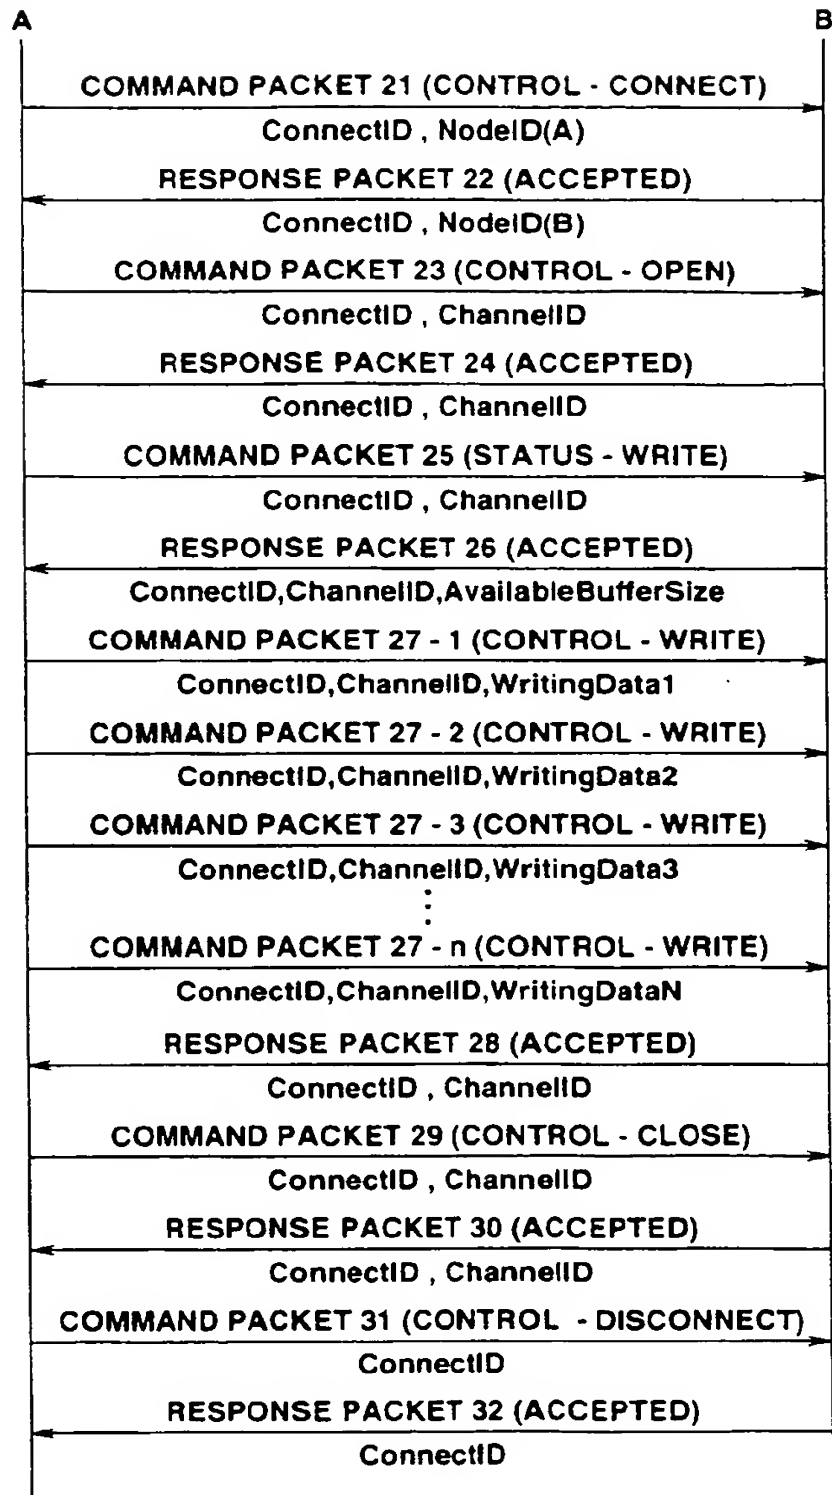 A B
COMMAND PACKET 21 (CONTROL - CONNECT)
ConnectID , NodeID(A)
RESPONSE PACKET 22 (ACCEPTED)
ConnectID , NodeID(B)
COMMAND PACKET 23 (CONTROL - OPEN)
ConnectID , ChannelID
RESPONSE PACKET 24 (ACCEPTED)
ConnectID , ChannelID
COMMAND PACKET 25 (STATUS - WRITE)
ConnectID , ChannelID
RESPONSE PACKET 26 (ACCEPTED)
ConnectID,ChannelID,AvailableBufferSize
COMMAND PACKET 27 - 1 (CONTROL - WRITE)
ConnectID,ChannelID,WritingData1
COMMAND PACKET 27 - 2 (CONTROL - WRITE)
ConnectID,ChannelID,WritingData2
COMMAND PACKET 27 - 3 (CONTROL - WRITE)
ConnectID,ChannelID,WritingData3
COMMAND PACKET 27 - n (CONTROL - WRITE)
ConnectID,ChannelID,WritingDataN
RESPONSE PACKET 28 (ACCEPTED)
ConnectID , ChannelID
COMMAND PACKET 29 (CONTROL - CLOSE)
ConnectID , ChannelID
RESPONSE PACKET 30 (ACCEPTED)
ConnectID , ChannelID
COMMAND PACKET 31 (CONTROL - DISCONNECT)
ConnectID
RESPONSE PACKET 32 (ACCEPTED)
ConnectID